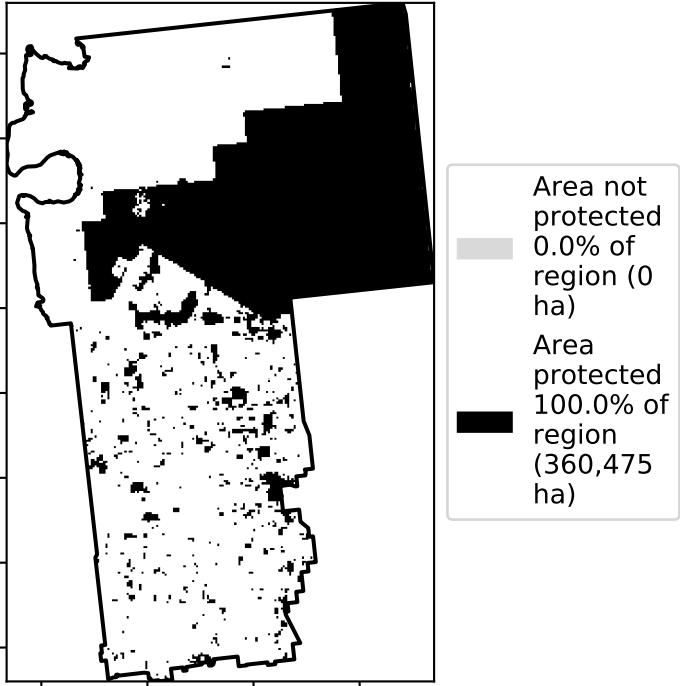 Area not
protected
0.0% of
region (0
ha)
Area
protected
100.0% of
region
(360,475
ha)